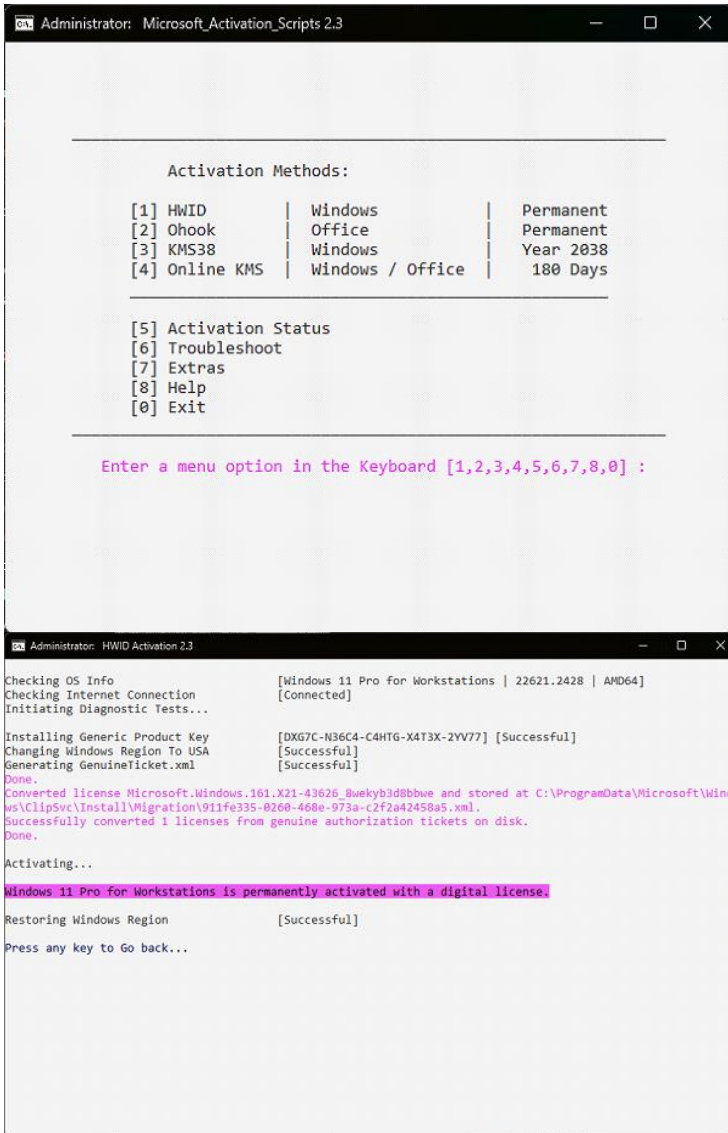 Administrator: Microsoft_Activation_Scripts 2.3
Activation Methods:
[1] HWID | Windows | Permanent
[2] Ohook | Office | Permanent
[3] KMS38 | Windows | Year 2038
[4] Online KMS | Windows / Office | 180 Days
[5] Activation Status
[6] Troubleshoot
[7] Extras
[8] Help
[0] Exit
Enter a menu option in the Keyboard [1,2,3,4,5,6,7,8,0] :
Administrator: HWID Activation 2.3
Checking OS Info [Windows 11 Pro for Workstations | 22621.2428 | AMD64]
Checking Internet Connection [Connected]
Initiating Diagnostic Tests...
Installing Generic Product Key [DXG7C-N36C4-C4HTG-X4T3X-2YV77] [Successful]
Changing Windows Region To USA [Successful]
Generating GenuineTicket.xml [Successful]
Done.
Converted license Microsoft.Windows.161.X21-43626_8wekyb3d8bbwe and stored at C:\ProgramData\Microsoft\Windo
ws\ClipSvc\Install\Migration\911fe335-0260-468e-973a-c2f2a42458a5.xml.
Successfully converted 1 licenses from genuine authorization tickets on disk.
Done.
Activating...
Windows 11 Pro for Workstations is permanently activated with a digital license.
Restoring Windows Region [Successful]
Press any key to Go back...